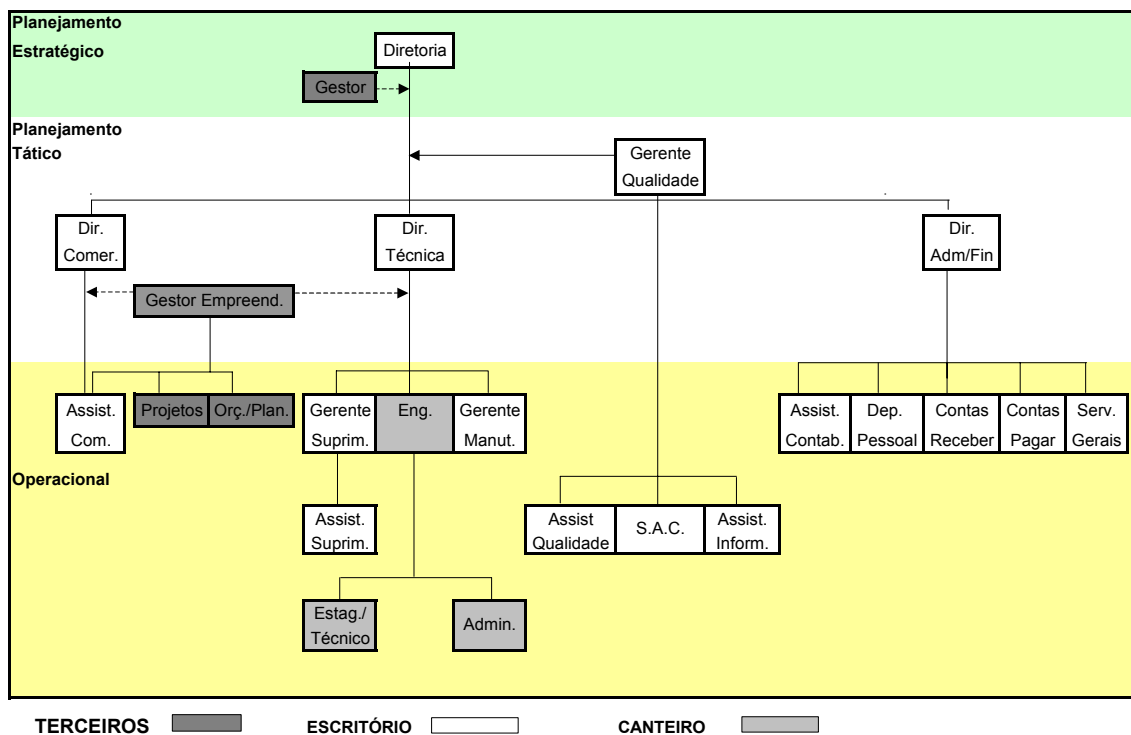 Planejamento
Estratégico
Diretoria
Gestor
Planejamento
Tático
Gerente
Qualidade
Dir.
Comer.
Dir.
Técnica
Dir.
Adm/Fin
Gestor Empreend.
Assist.
Com.
Projetos
Orç./Plan.
Gerente
Suprim.
Eng.
Gerente
Manut.
Assist.
Contab.
Dep.
Pessoal
Contas
Receber
Contas
Pagar
Serv.
Gerais
Operacional
Assist.
Suprim.
Assist
Qualidade
S.A.C.
Assist.
Inform.
Estag./
Técnico
Admin.
TERCEIROS
ESCRITÓRIO
CANTEIRO